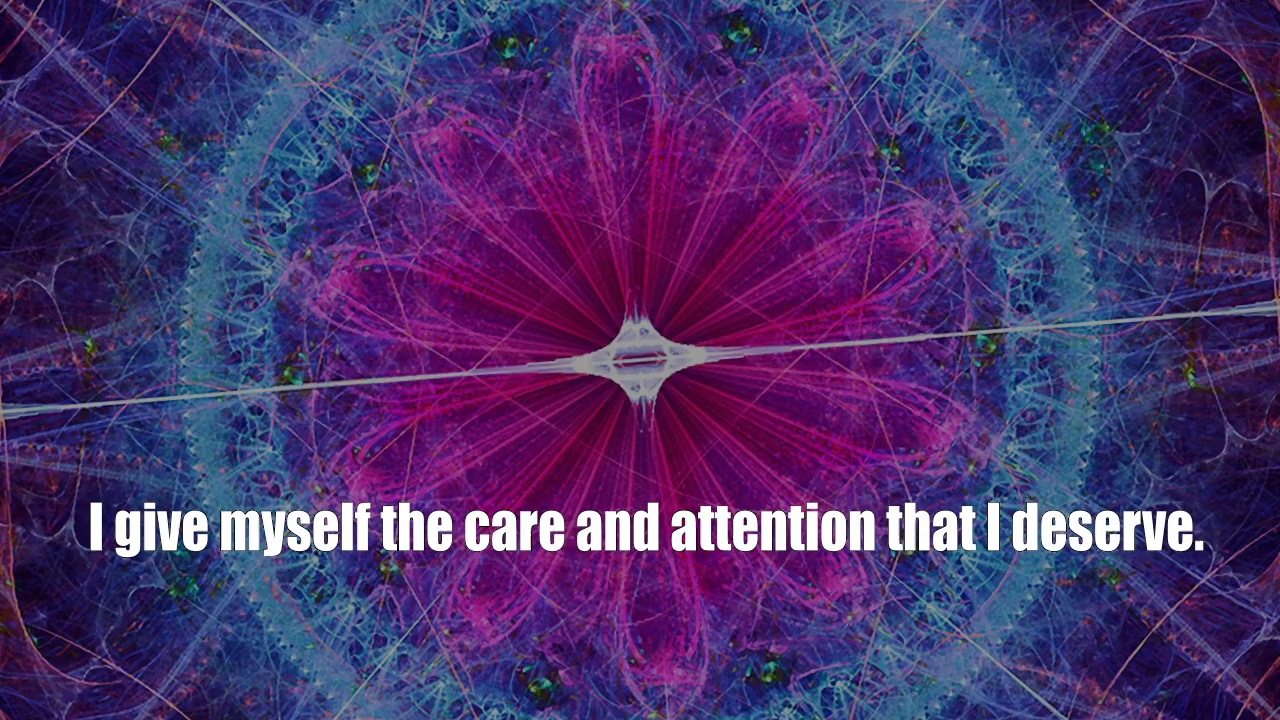 I give myself the care and attention that I deserve.